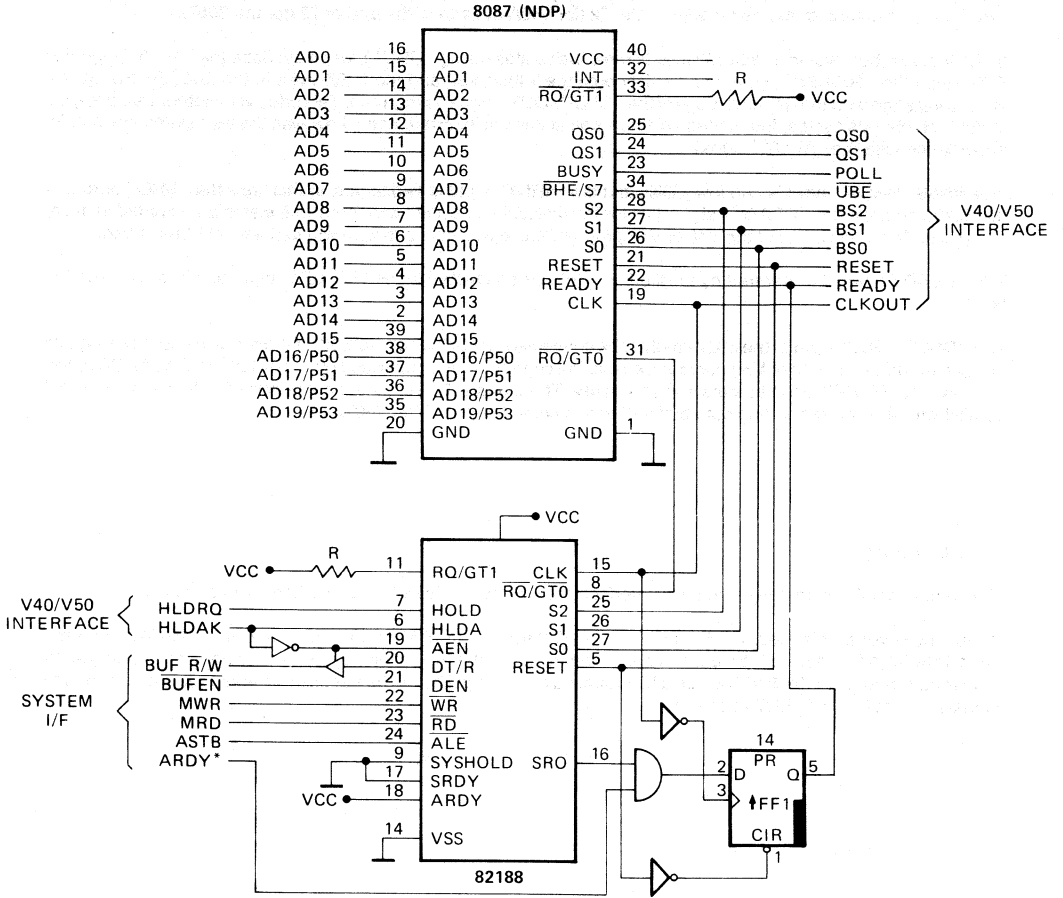 8087 (NDP)
AD0 16 AD0 VCC 40
AD1 15 AD1 INT 32
AD2 14 AD2 RQ/GT1 33 R VCC
AD3 13 AD3
AD4 12 AD4 QS0 25 QS0
AD5 11 AD5 QS1 24 QS1
AD6 10 AD6 BUSY 23 POLL
AD7 9 AD7 BHE/S7 34 UBE
AD8 8 AD8 S2 28 BS2
AD9 7 AD9 S1 27 BS1
AD10 6 AD10 S0 26 BS0
AD11 5 AD11 RESET 21 RESET
AD12 4 AD12 READY 22 READY
AD13 3 AD13 CLK 19 CLKOUT
V40/V50
INTERFACE
AD14 2 AD14
AD15 39 AD15
AD16/P50 38 AD16/P50 RQ/GT0 31
AD17/P51 37 AD17/P51
AD18/P52 36 AD18/P52
AD19/P53 35 AD19/P53
20 GND GND 1
VCC
VCC R 11 RQ/GT1 CLK 15
RQ/GT0 8
V40/V50
INTERFACE
HLDRQ 7 HOLD S2 25
HLDAK 6 HLDA S1 26
19 AEN S0 27
BUF R/W 20 DT/R RESET 5
SYSTEM
I/F
BUFEN 21 DEN
MWR 22 WR
MRD 23 RD
ASTB 24 ALE
ARDY* 9 SYSHOLD SRO 16
17 SRDY
VCC 18 ARDY
14 VSS
82188
14
PR
2 D Q 5
3 FF1
CIR
1